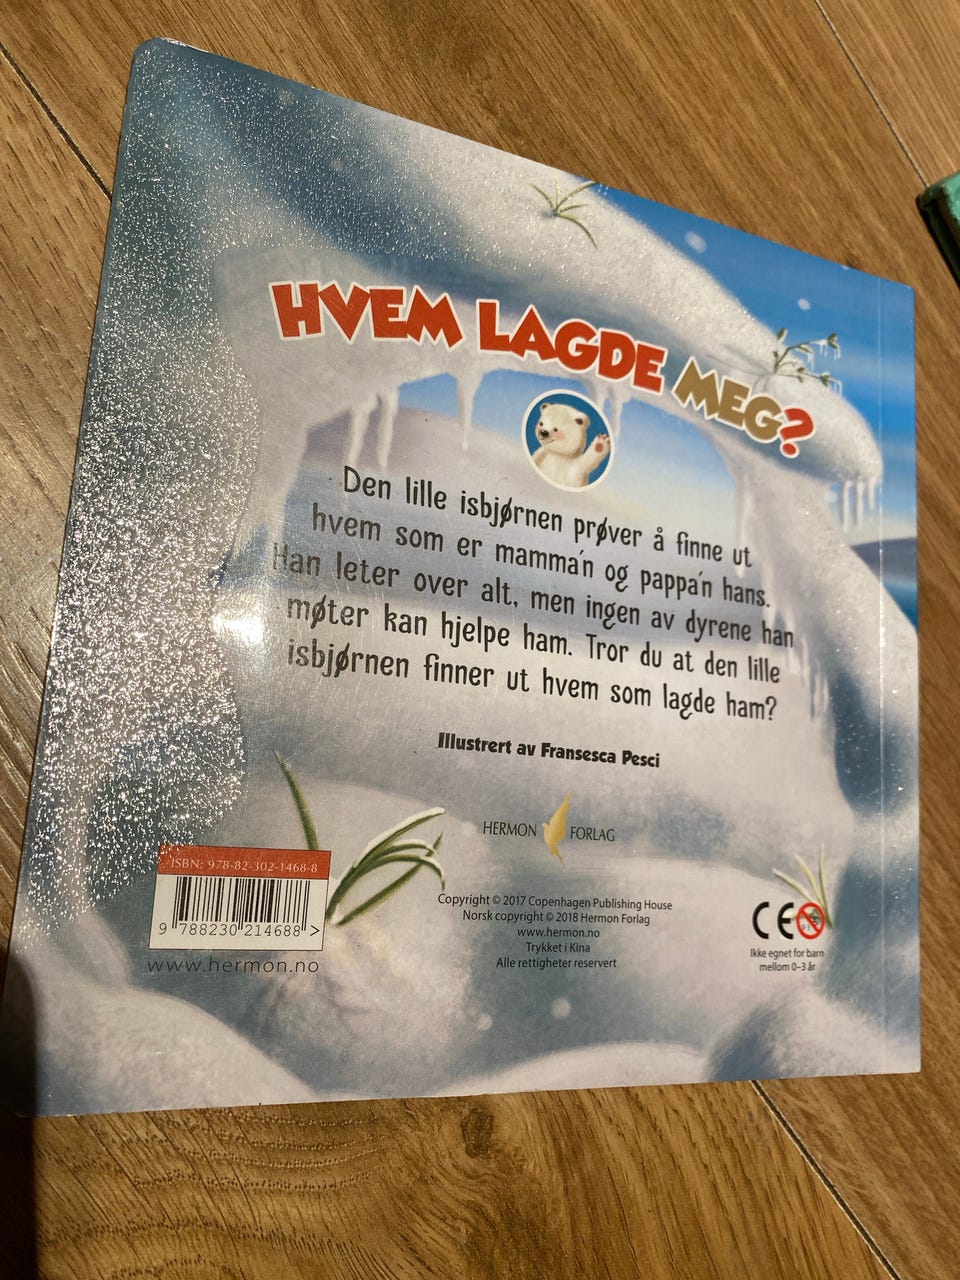 HVEM LAGDE MEG?
Den lille isbjørnen prøver å finne ut
hvem som er mamma'n og pappa'n hans.
Han leter over alt, men ingen av dyrene han
møter kan hjelpe ham. Tror du at den lille
isbjørnen finner ut hvem som lagde ham?
Illustrert av Fransesca Pesci
HERMON FORLAG
ISBN: 978-82-302-1468-8
9 788230 214688 >
www.hermon.no
Copyright © 2017 Copenhagen Publishing House
Norsk copyright © 2018 Hermon Forlag
www.hermon.no
Trykket i Kina
Alle rettigheter reservert
CE 0-3
Ikke egnet for barn
mellom 0–3 år